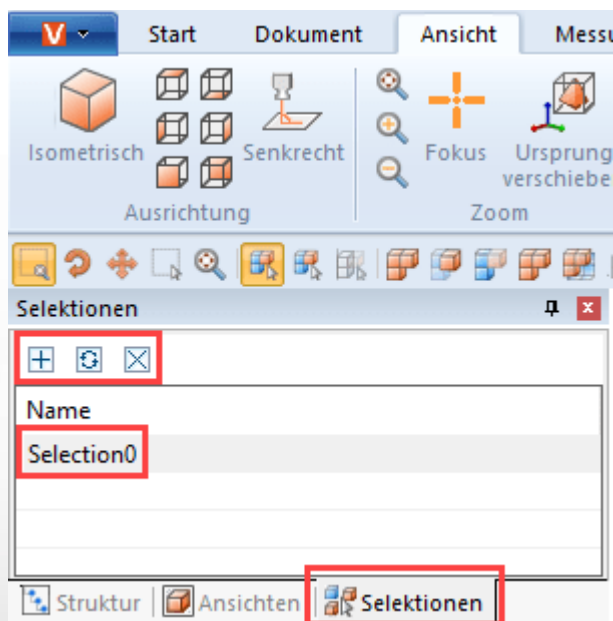 V Start Dokument Ansicht Messu
Isometrisch Senkrecht Fokus Ursprung
verschiebe
Ausrichtung Zoom
Selektionen
Name
Selection0
Struktur Ansichten Selektionen